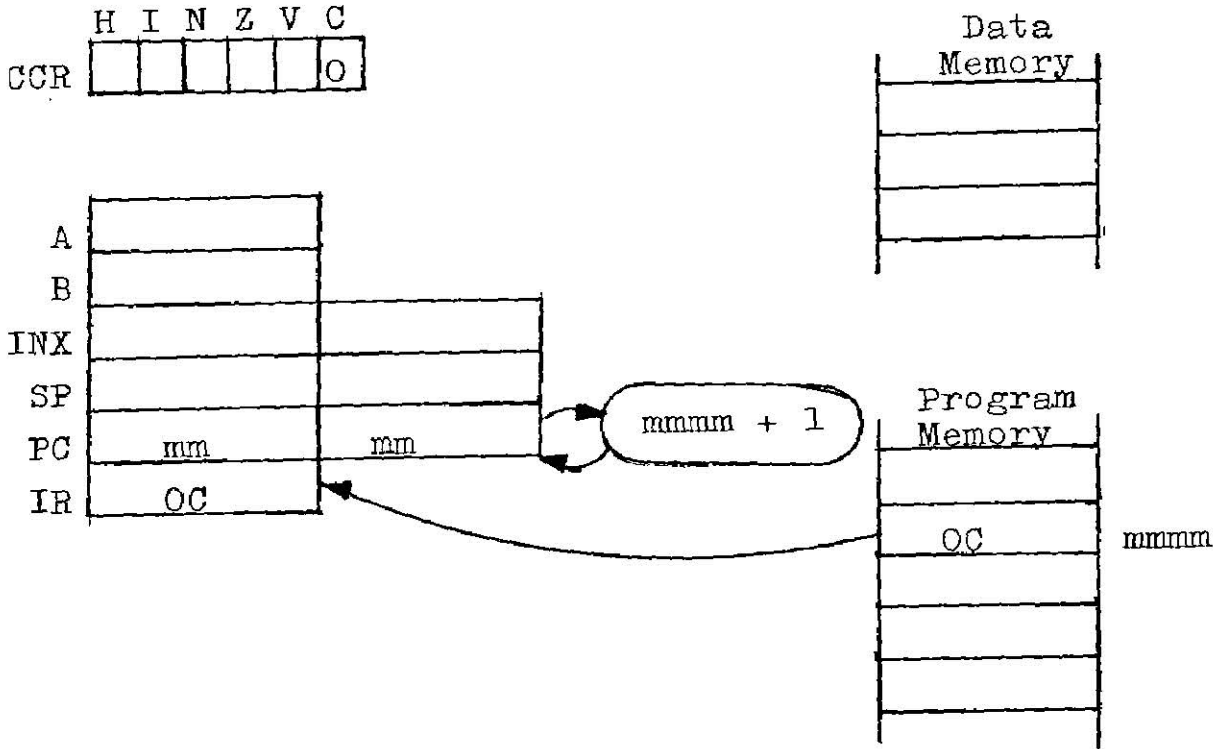 H I N Z V C
CCR
O
Data
Memory
A
B
INX
SP
PC mm mm
mmmm + 1
IR OC
Program
Memory
OC mmmm